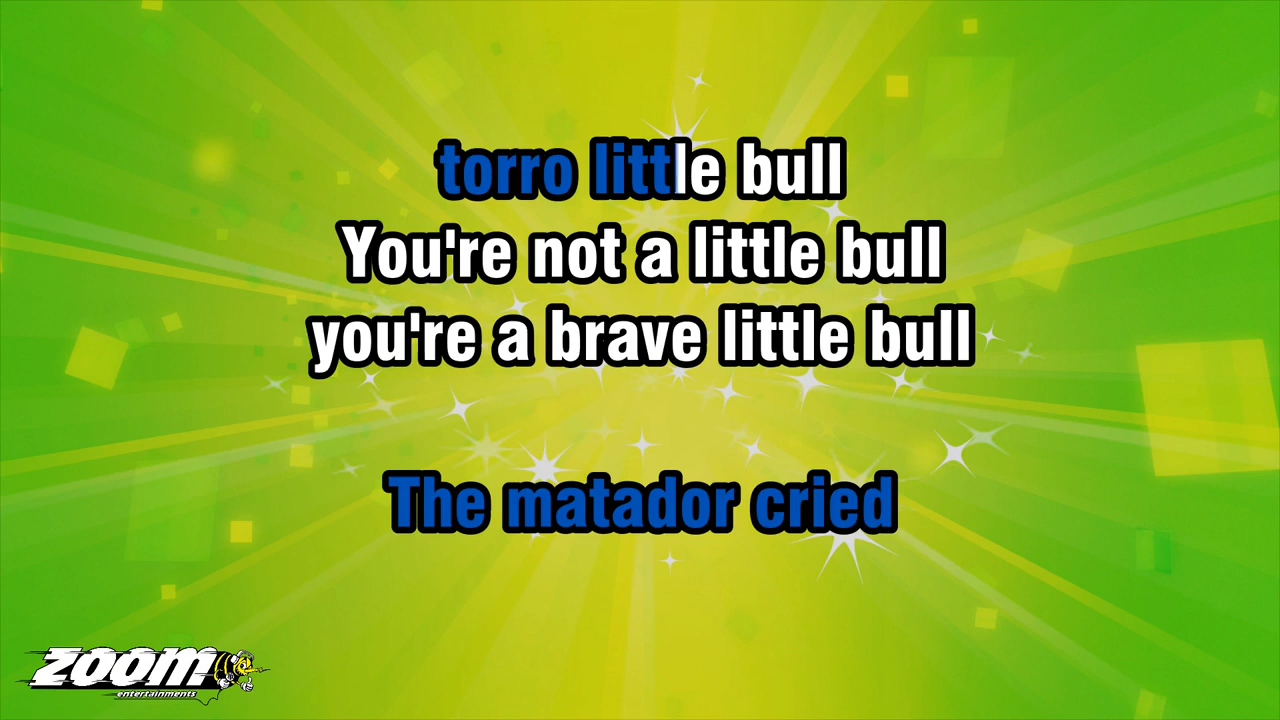 torro little bull
You're not a little bull
you're a brave little bull
The matador cried
zoom
entertainments